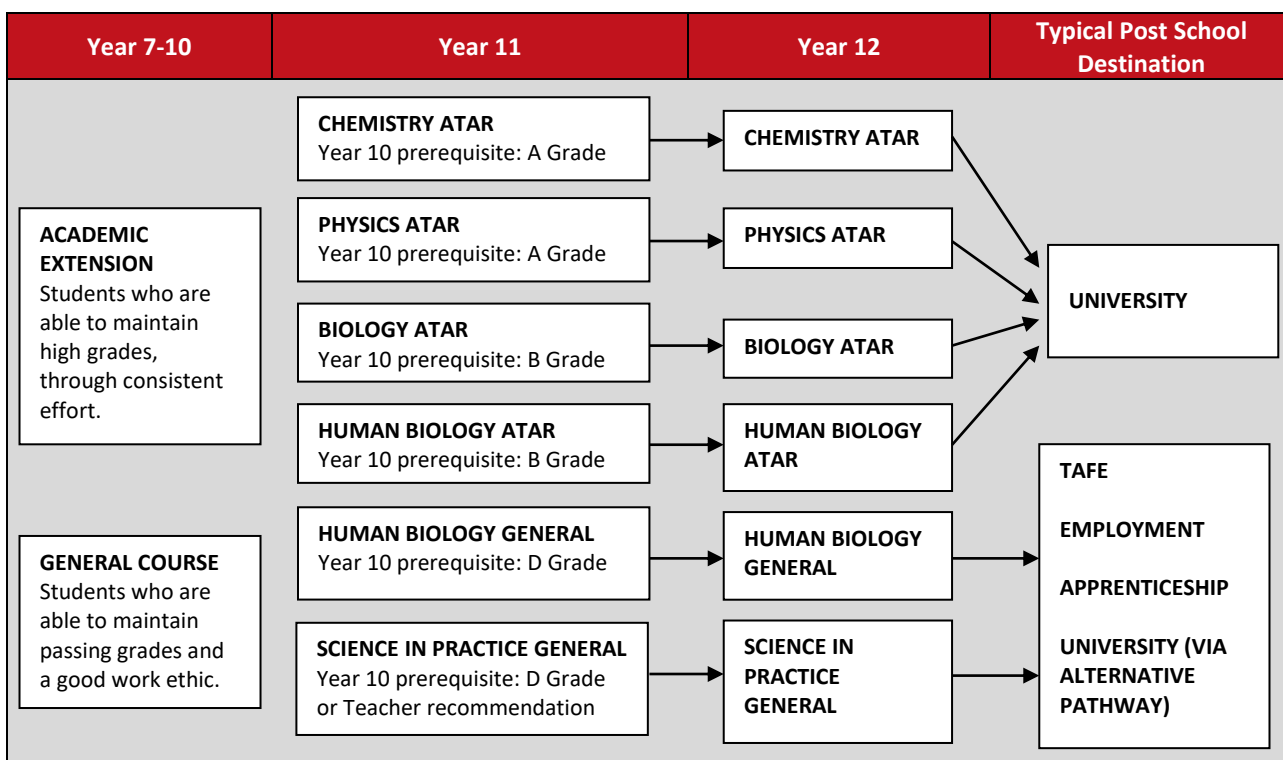 Year 7-10
Year 11
Year 12
Typical Post School
Destination
ACADEMIC
EXTENSION
Students who are
able to maintain
high grades,
through consistent
effort.
GENERAL COURSE
Students who are
able to maintain
passing grades and
a good work ethic.
CHEMISTRY ATAR
Year 10 prerequisite: A Grade
PHYSICS ATAR
Year 10 prerequisite: A Grade
BIOLOGY ATAR
Year 10 prerequisite: B Grade
HUMAN BIOLOGY ATAR
Year 10 prerequisite: B Grade
HUMAN BIOLOGY GENERAL
Year 10 prerequisite: D Grade
SCIENCE IN PRACTICE GENERAL
Year 10 prerequisite: D Grade
or Teacher recommendation
CHEMISTRY ATAR
PHYSICS ATAR
BIOLOGY ATAR
HUMAN BIOLOGY
ATAR
HUMAN BIOLOGY
GENERAL
SCIENCE IN
PRACTICE
GENERAL
UNIVERSITY
TAFE
EMPLOYMENT
APPRENTICESHIP
UNIVERSITY (VIA
ALTERNATIVE
PATHWAY)